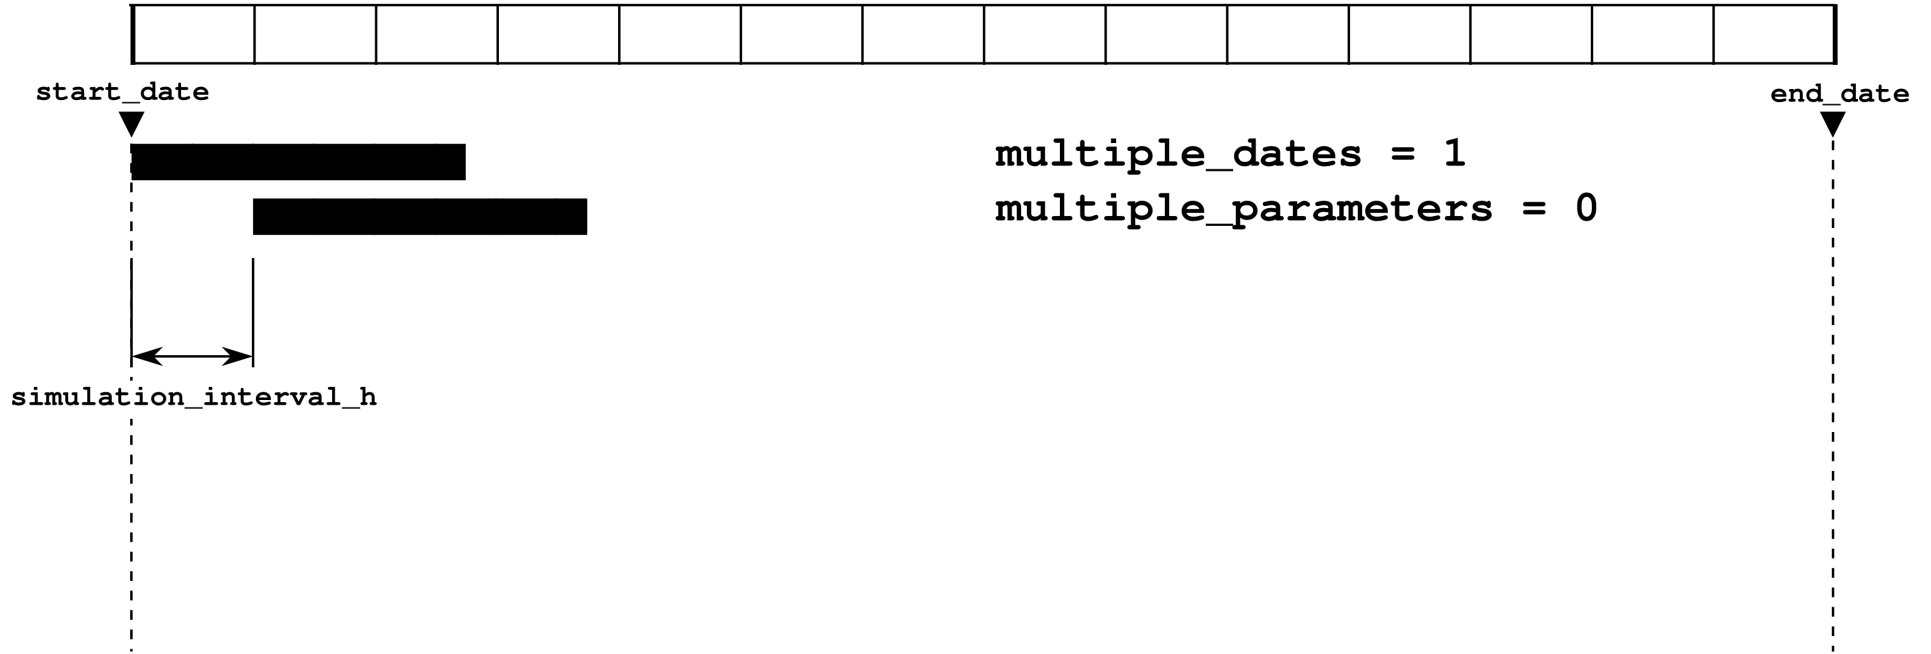 start_date
end_date
multiple_dates = 1
multiple_parameters = 0
simulation_interval_h